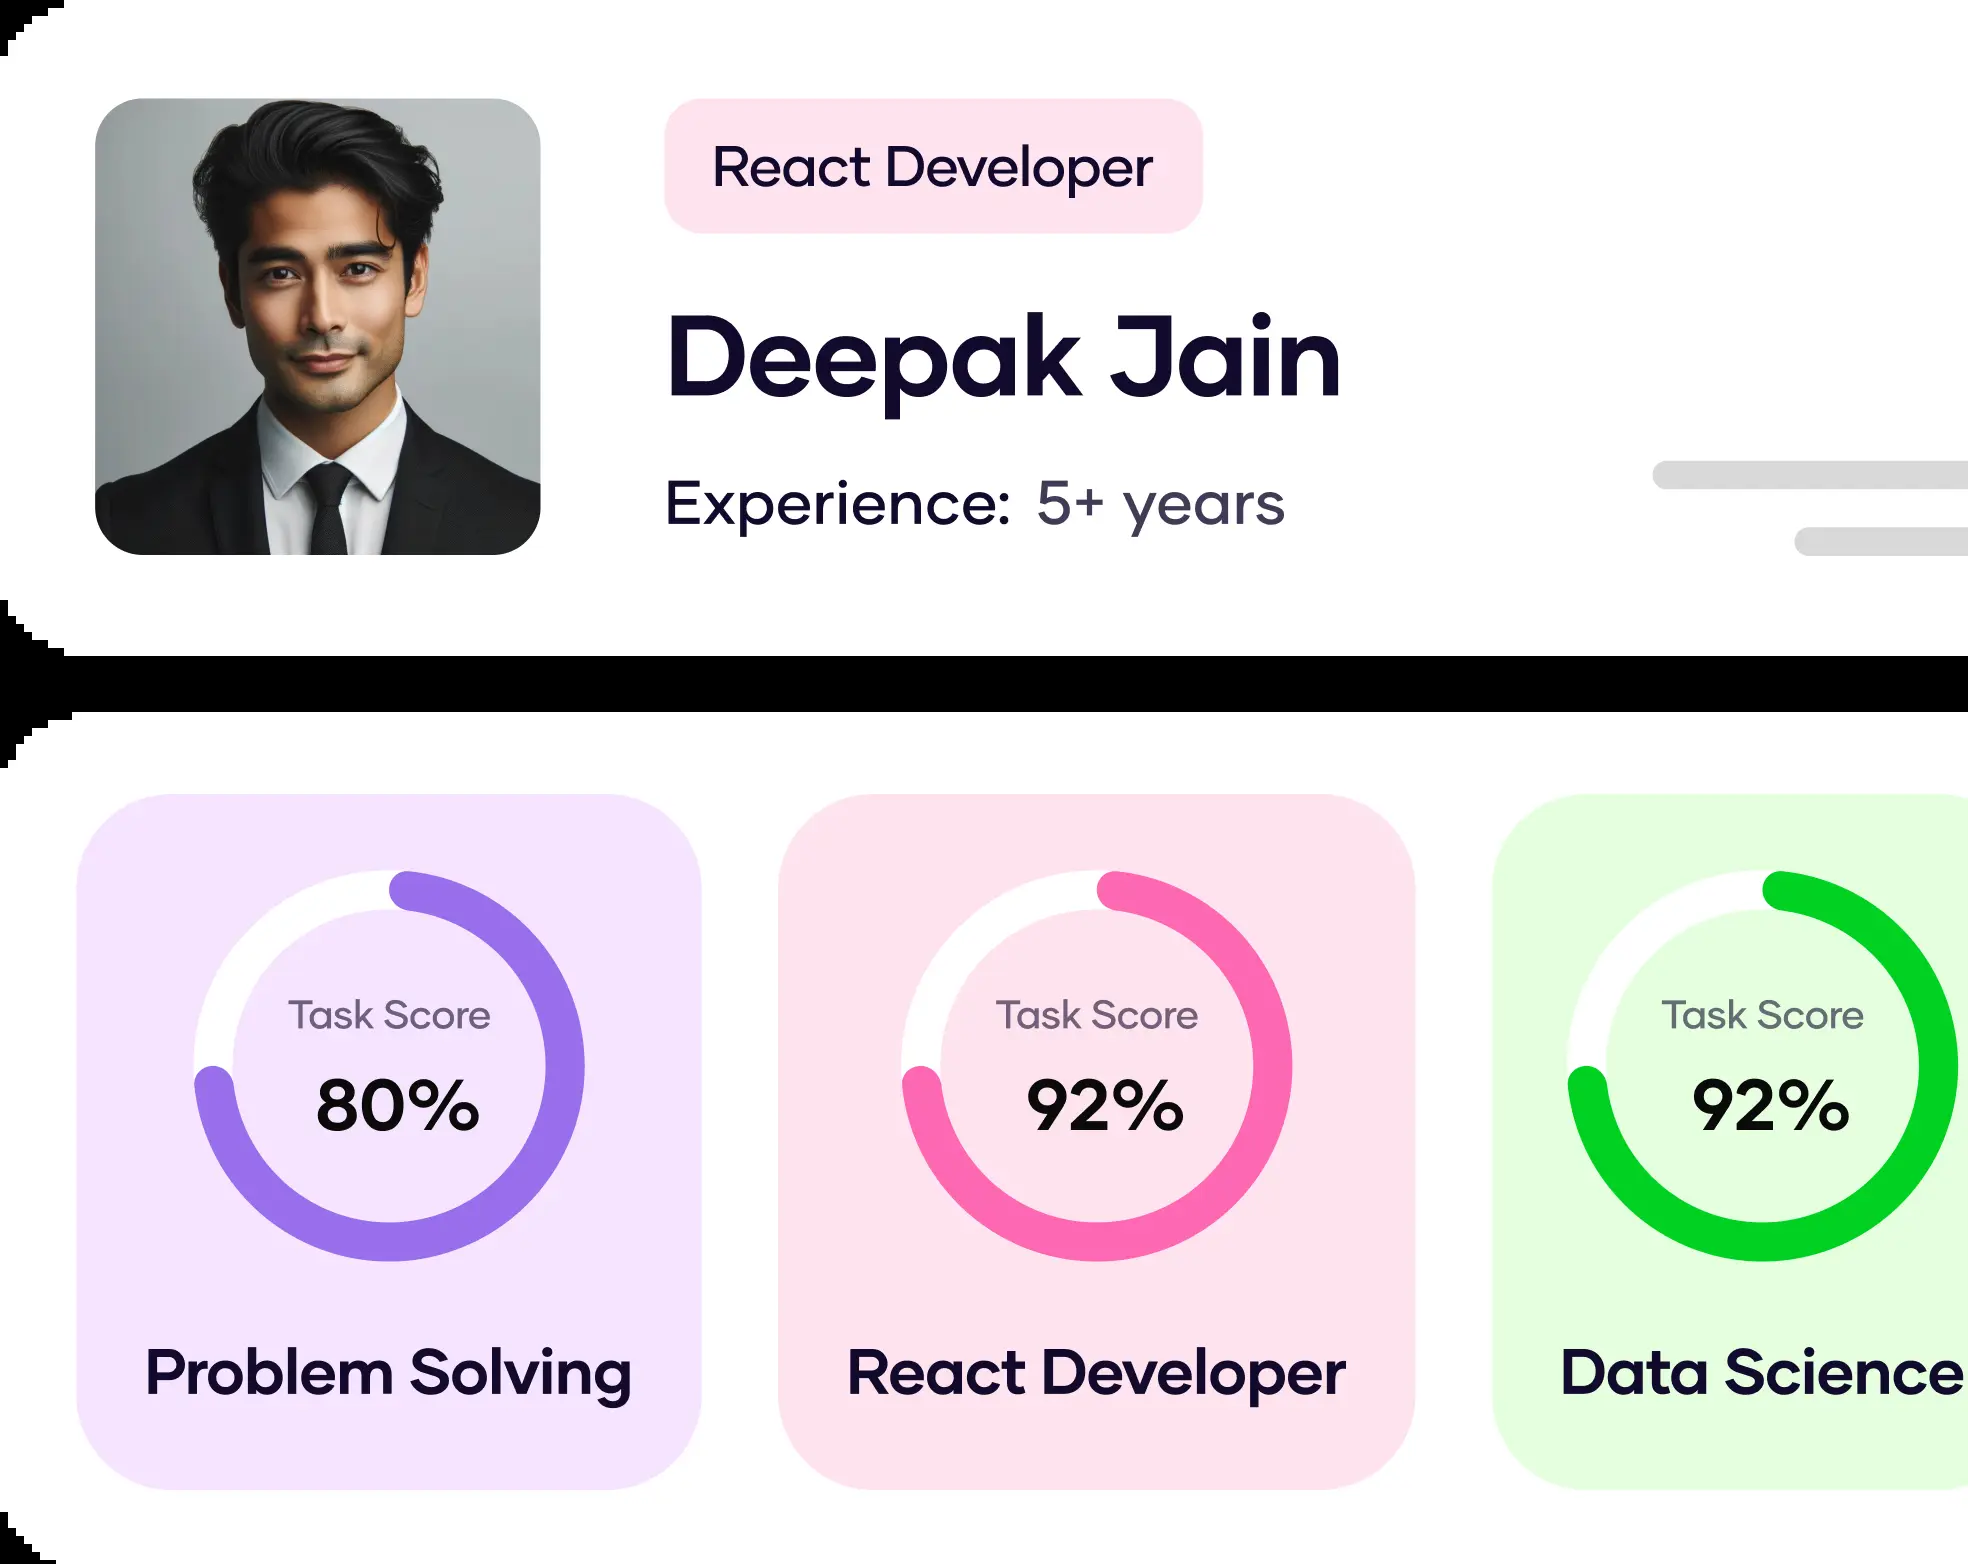 React Developer
Deepak Jain
Experience: 5+ years
Task Score
80%
Problem Solving
Task Score
92%
React Developer
Task Score
92%
Data Science